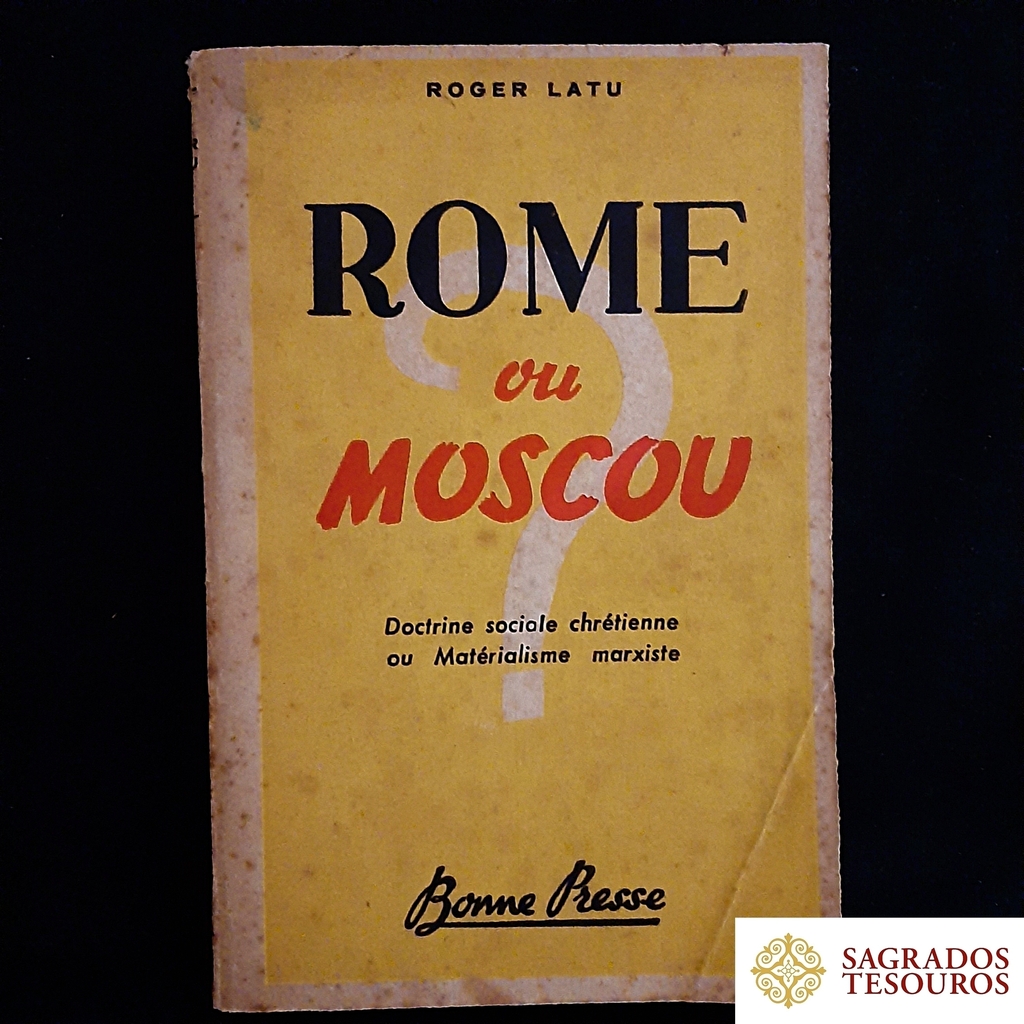 ROGER LATU
ROME
ou
MOSCOU
?
Doctrine sociale chrétienne
ou Matérialisme marxiste
Bonne Presse
SAGRADOS
TESOUROS